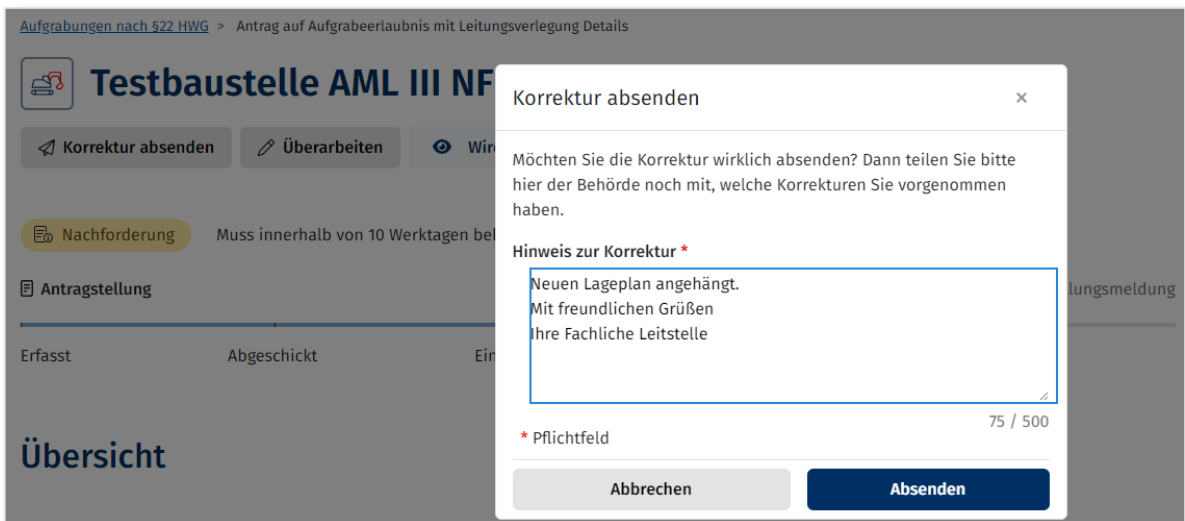 Aufgrabungen nach §22 HWG > Antrag auf Aufgrabeerlaubnis mit Leitungsverlegung Details
Testbaustelle AML III NF
Korrektur absenden
Überarbeiten
Nachforderung
Muss innerhalb von 10 Werktagen
Antragstellung
Erfasst
Abgeschickt
Übersicht
Korrektur absenden
×
Möchten Sie die Korrektur wirklich absenden? Dann teilen Sie bitte
hier der Behörde noch mit, welche Korrekturen Sie vorgenommen
haben.
Hinweis zur Korrektur *
Neuen Lageplan angehängt.
Mit freundlichen Grüßen
Ihre Fachliche Leitstelle
75 / 500
* Pflichtfeld
Abbrechen
Absenden